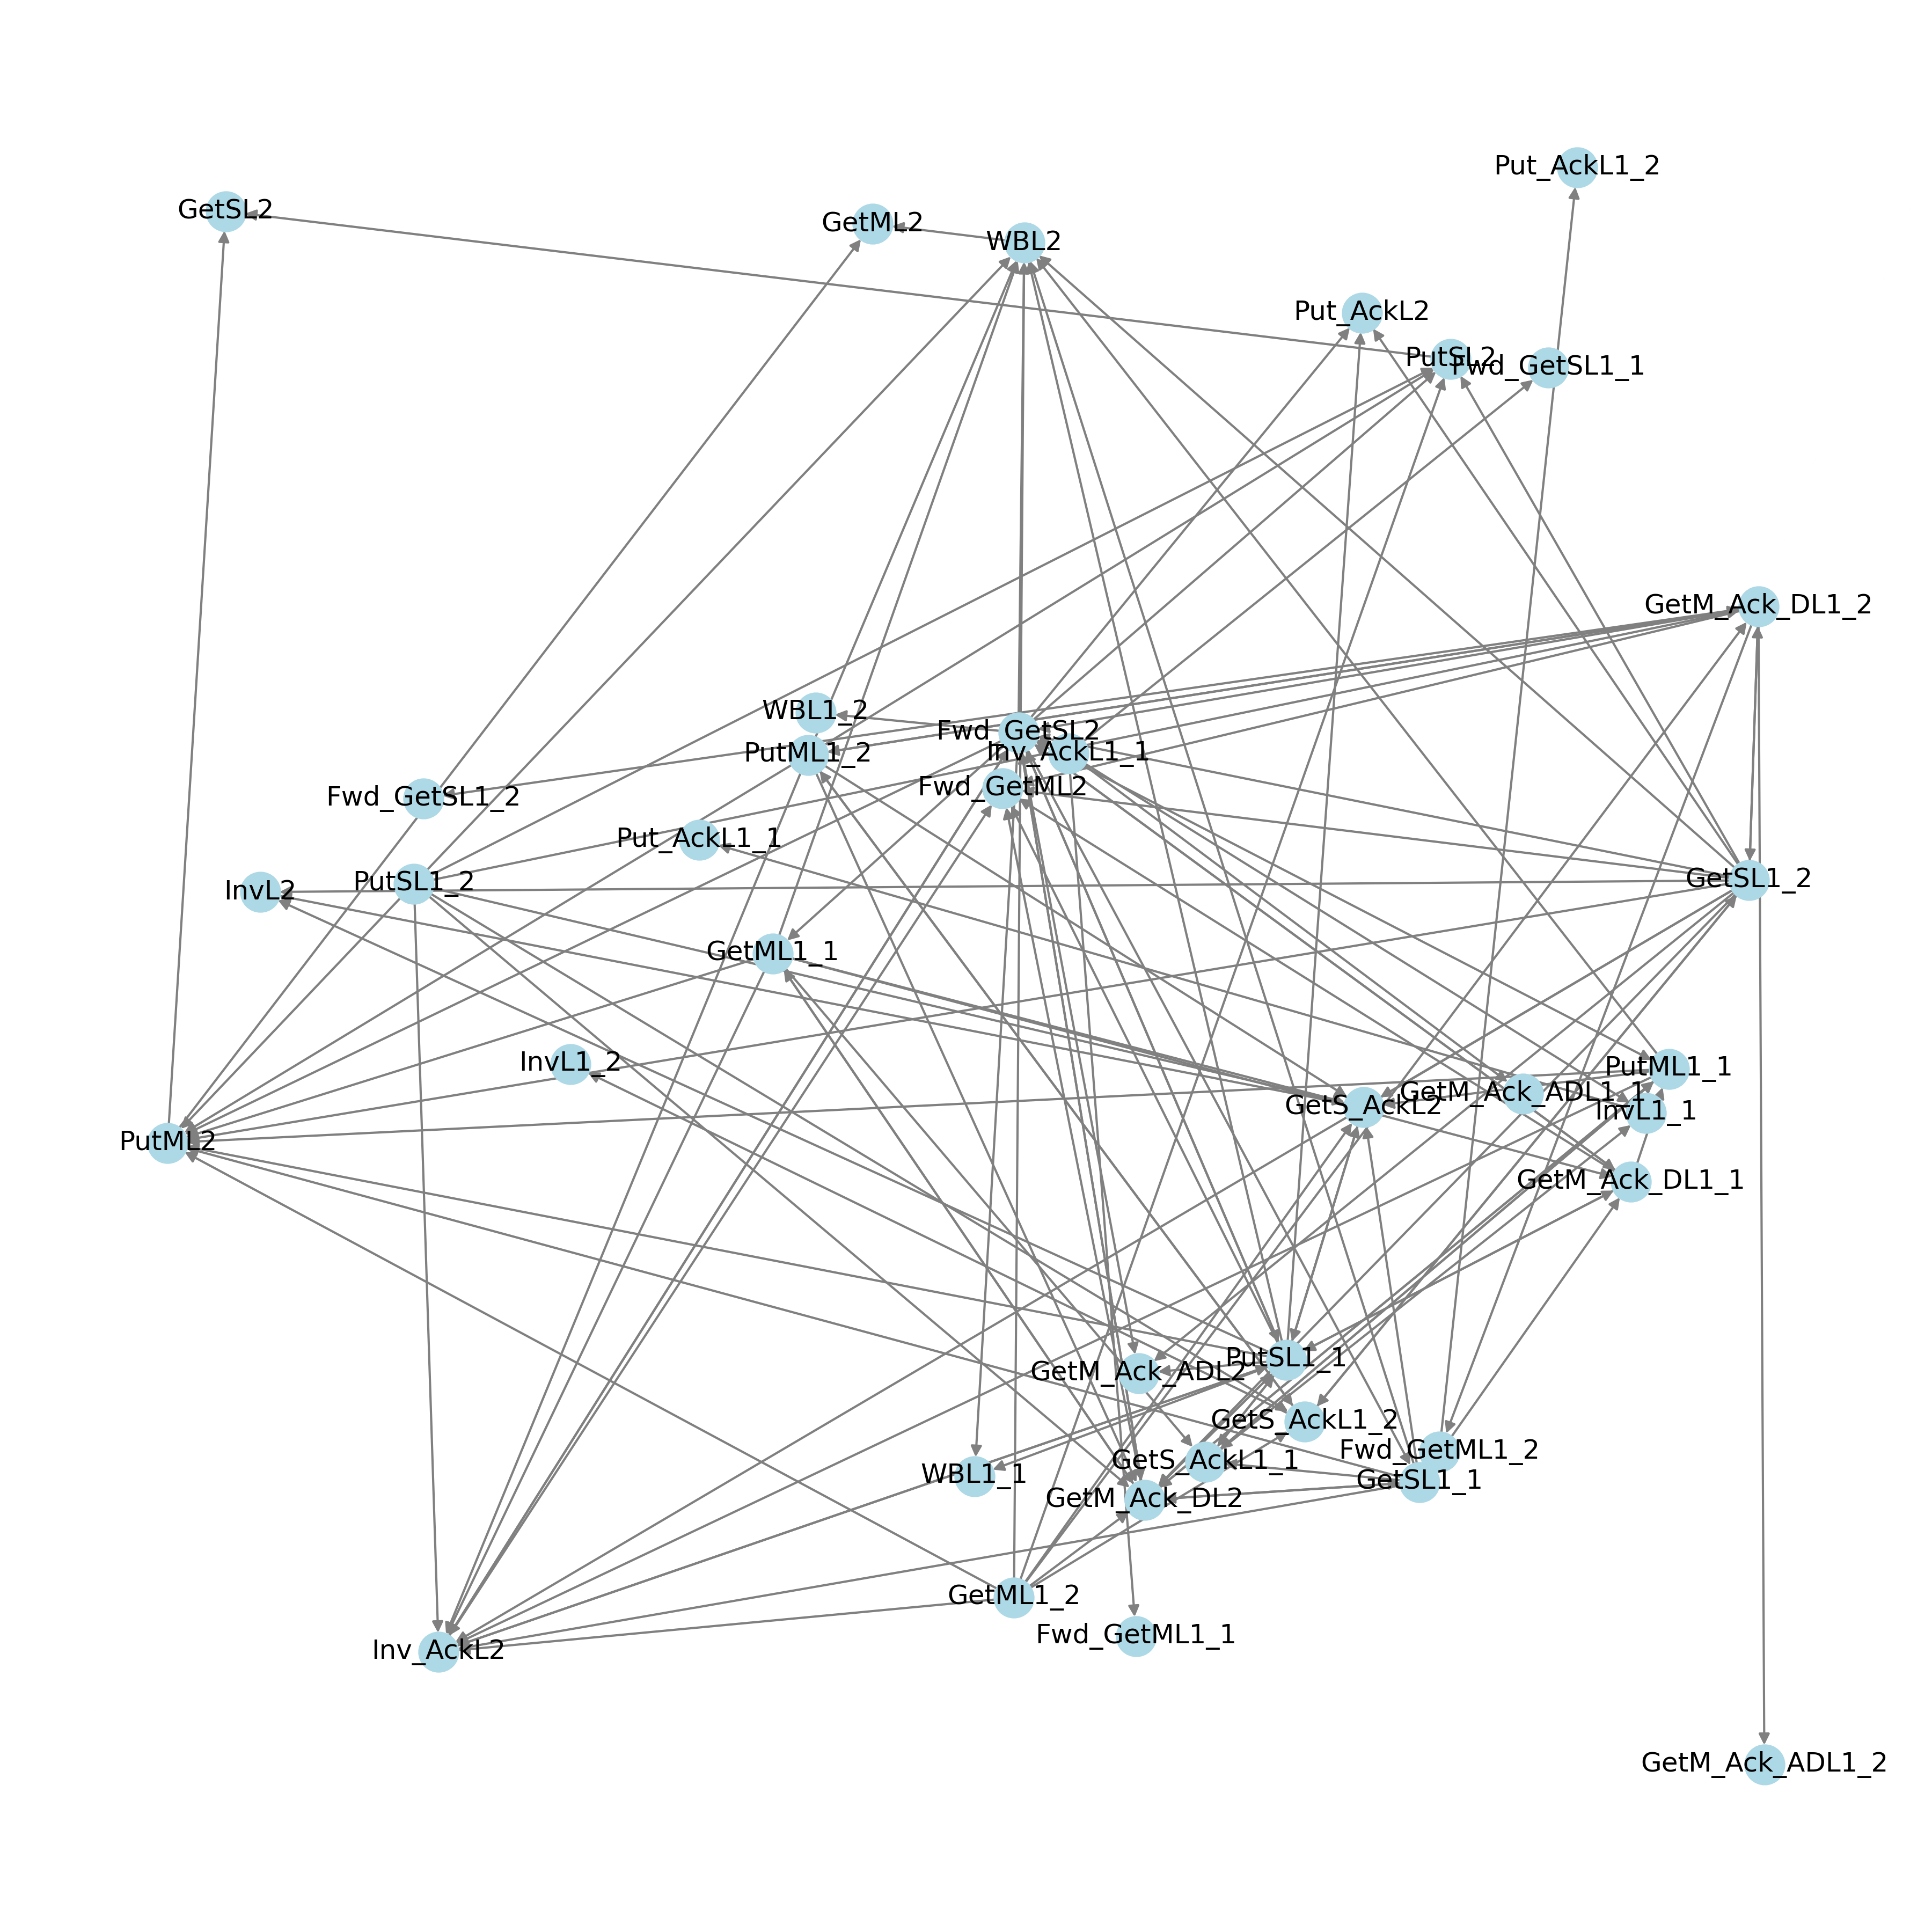 Put_AckL1_2
GetSL2
GetML2
WBL2
Put_AckL2
PutSL2
Fwd_GetSL1_1
GetM_Ack_DL1_2
WBL1_2
Fwd_GetSL2
PutML1_2
Inv_AckL1_1
Fwd_GetML2
Fwd_GetSL1_2
Put_AckL1_1
PutSL1_2
InvL2
GetSL1_2
GetML1_1
InvL1_2
PutML1_1
GetM_Ack_ADL1_1
GetS_AckL2
InvL1_1
PutML2
GetM_Ack_DL1_1
PutSL1_1
GetM_Ack_ADL2
GetS_AckL1_2
Fwd_GetML1_2
GetS_AckL1_1
WBL1_1
GetSL1_1
GetM_Ack_DL2
GetML1_2
Fwd_GetML1_1
Inv_AckL2
GetM_Ack_ADL1_2